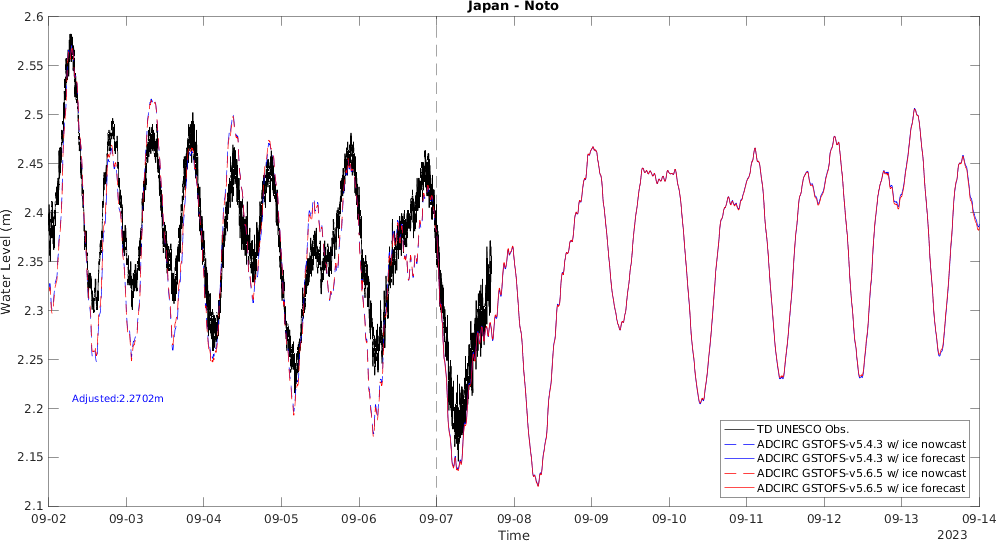 Japan - Noto
2.6
2.55
2.5
2.45
2.4
2.35
2.3
2.25
2.2
2.15
2.1
Water Level (m)
Adjusted:2.2702m
TD UNESCO Obs.
ADCIRC GSTOFS-v5.4.3 w/ ice nowcast
ADCIRC GSTOFS-v5.4.3 w/ ice forecast
ADCIRC GSTOFS-v5.6.5 w/ ice nowcast
ADCIRC GSTOFS-v5.6.5 w/ ice forecast
09-02 09-03 09-04 09-05 09-06 09-07 09-08 09-09 09-10 09-11 09-12 09-13 09-14
Time
2023